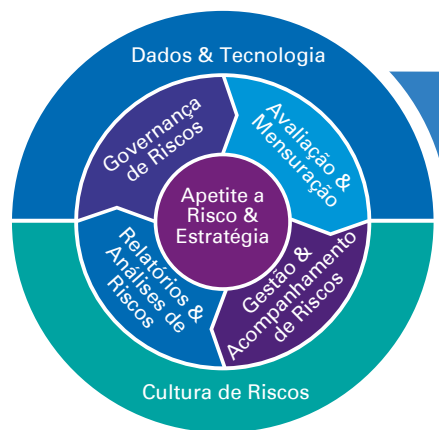 Dados & Tecnologia
Governança
de Riscos
Avaliação &
Mensuração
Apetite a
Risco &
Estratégia
Relatórios &
Análises de
Riscos
Gestão &
Acompanhamento
de Riscos
Cultura de Riscos